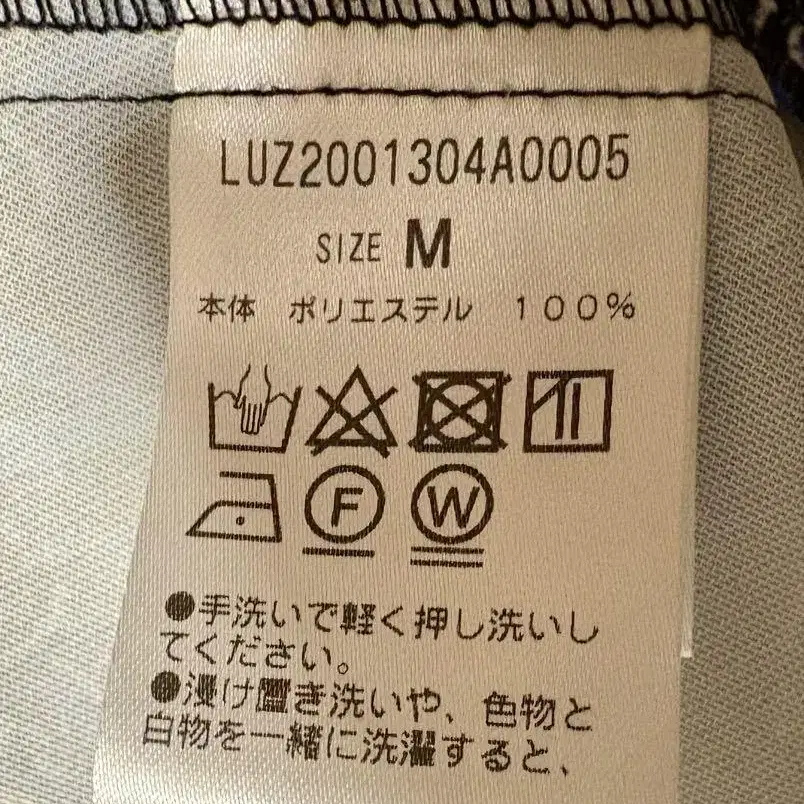 LUZ2001304A0005
SIZE M
本体 ポリエステル 100%
F W
●手洗いで軽く押し洗いし
てください。
●浸け置き洗いや、色物と
白物を一緒に洗濯すると、